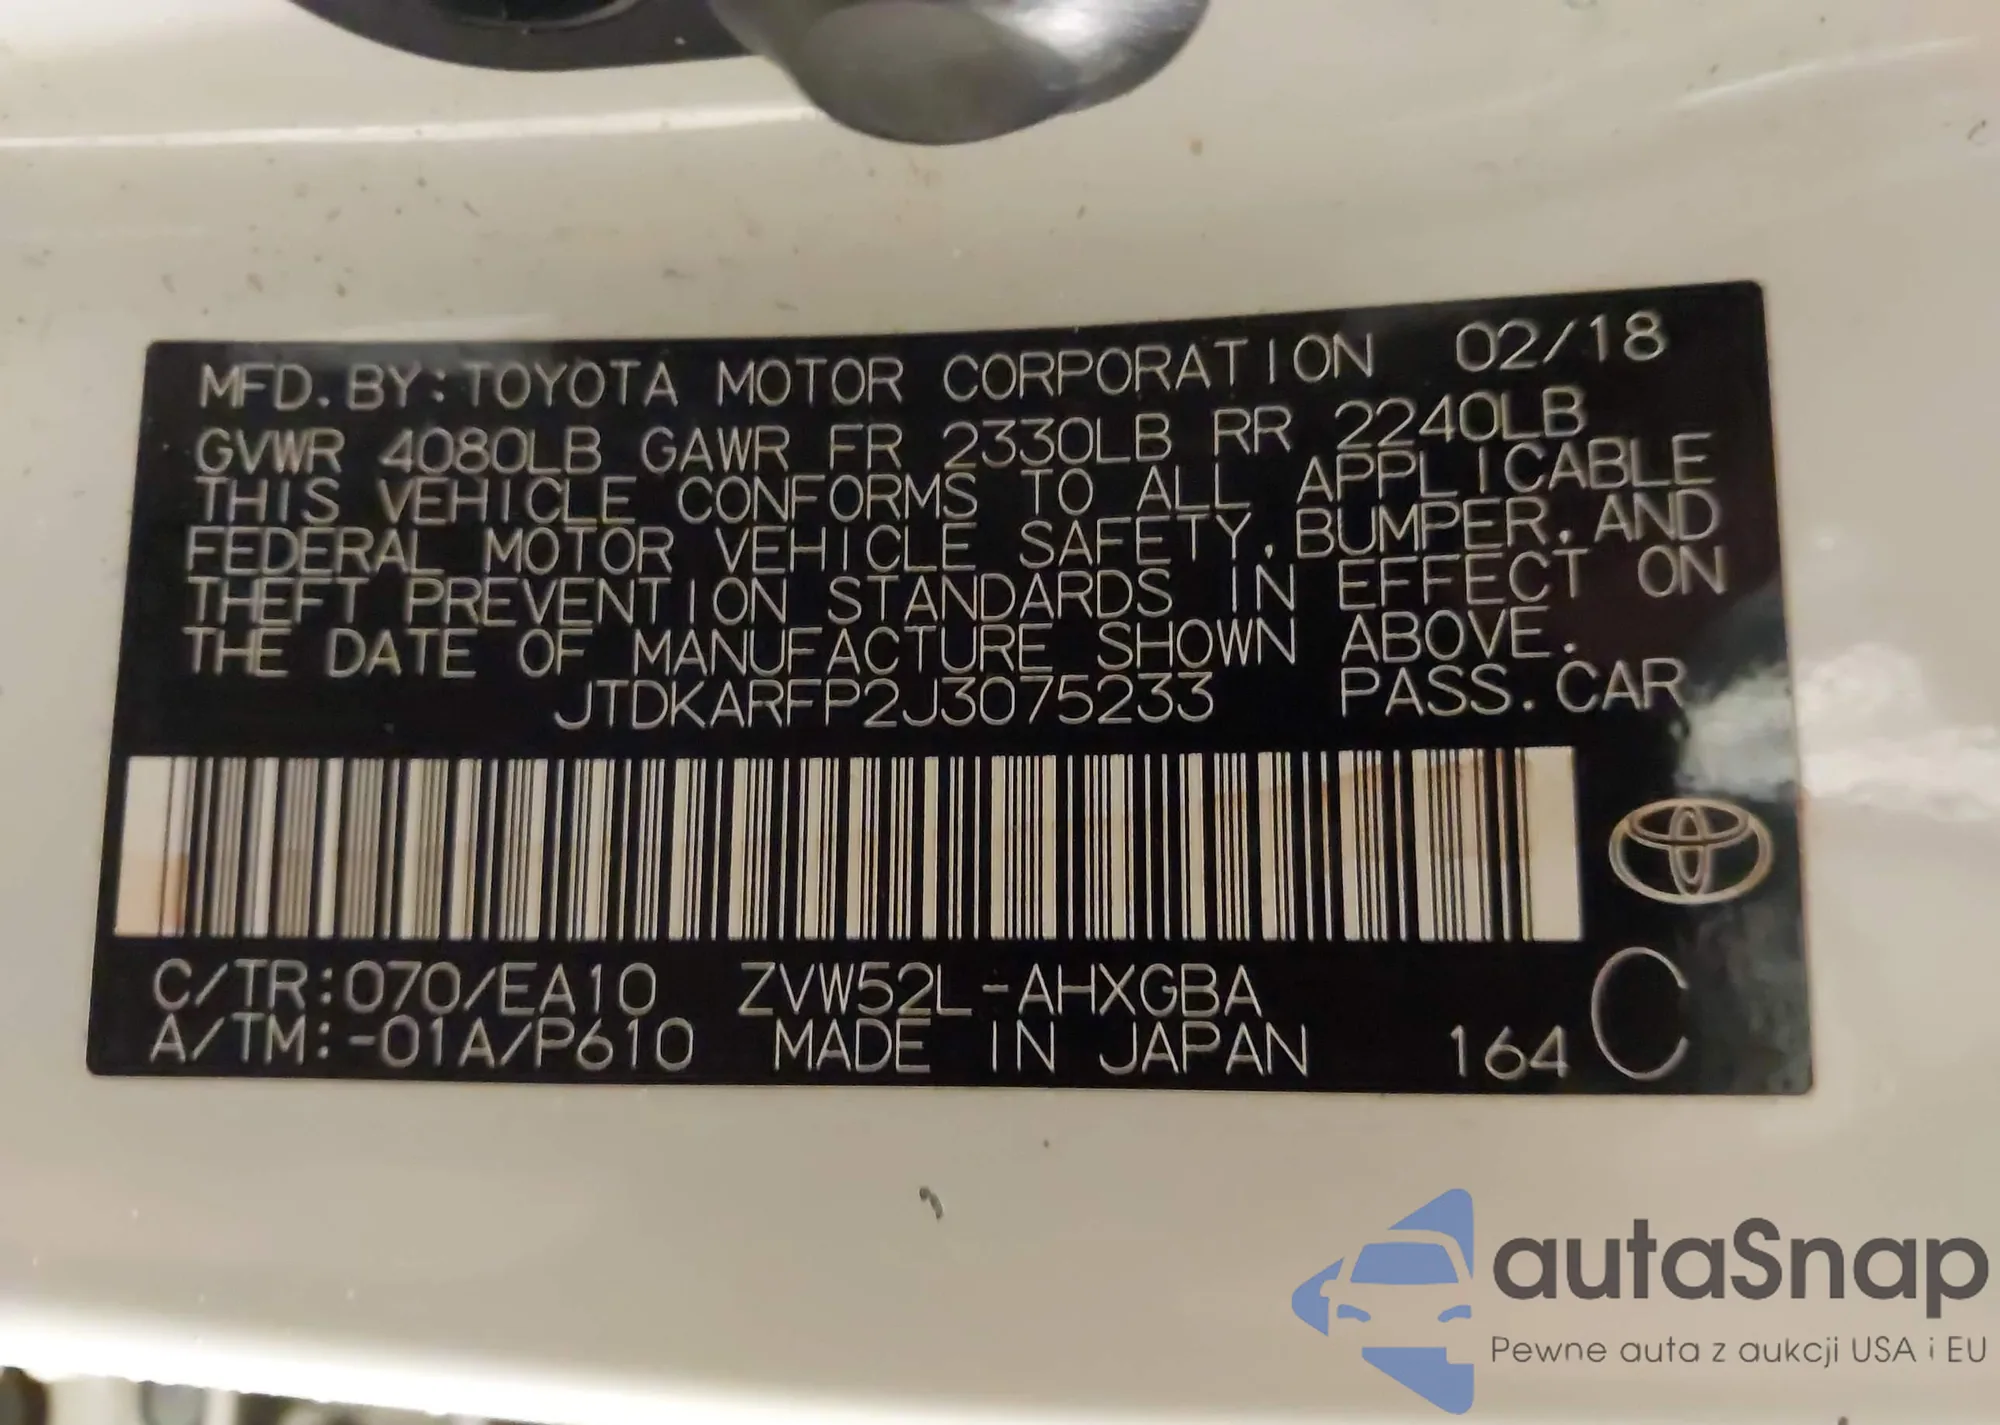 MFD. BY:TOYOTA MOTOR CORPORATION 02/18
GVWR 4080LB GAWR FR 2330LB RR 2240LB
THIS VEHICLE CONFORMS TO ALL APPLICABLE
FEDERAL MOTOR VEHICLE SAFETY, BUMPER, AND
THEFT PREVENTION STANDARDS IN EFFECT ON
THE DATE OF MANUFACTURE SHOWN ABOVE.
JTDKARFP2J3075233 PASS. CAR
C/TR:070/EA10 ZVW52L-AHXGBA
A/TM:-01A/P610 MADE IN JAPAN 164 C
autaSnap
Pewne auta z aukcji USA i EU